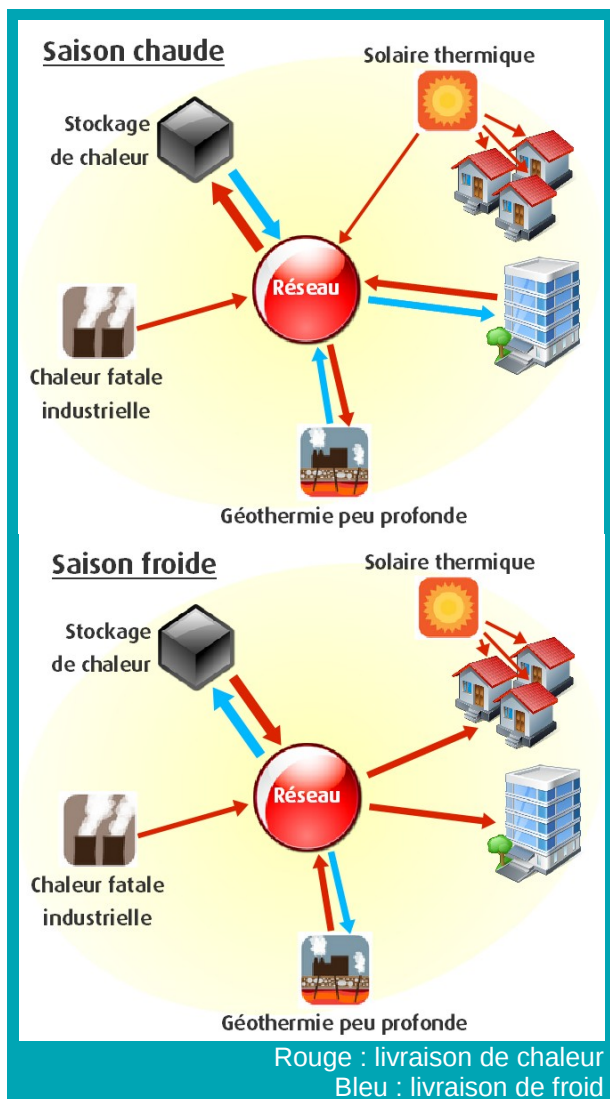 Saison chaude
Solaire thermique
Stockage
de chaleur
Réseau
Chaleur fatale
industrielle
Géothermie peu profonde
Saison froide
Solaire thermique
Stockage
de chaleur
Réseau
Chaleur fatale
industrielle
Géothermie peu profonde
Rouge : livraison de chaleur
Bleu : livraison de froid